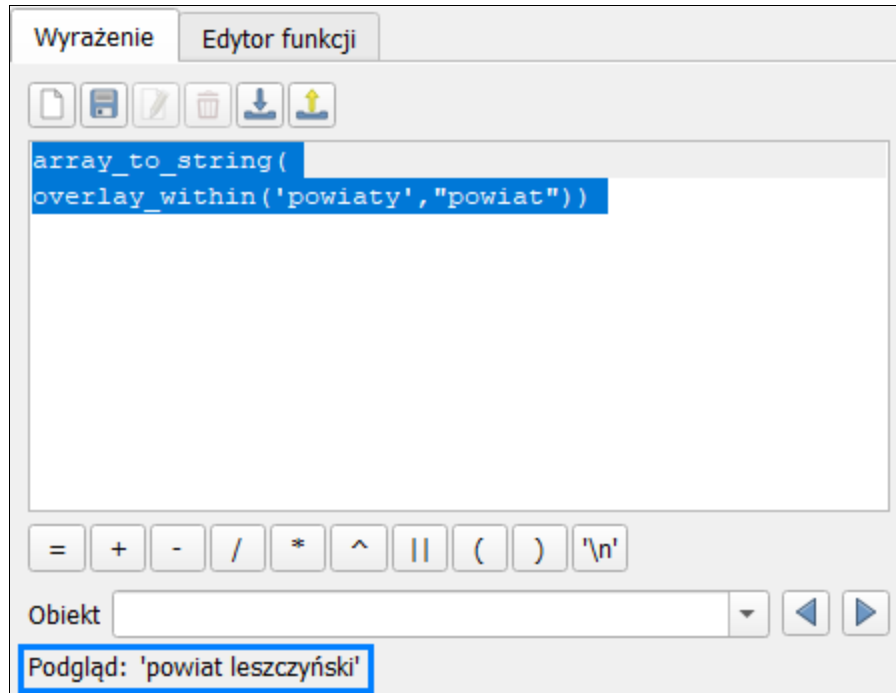 Wyrażenie Edytor funkcji
array_to_string(
overlay_within('powiaty',"powiat"))
= + - / * ^ || ( ) '\n'
Obiekt
Podgląd: 'powiat leszczyński'